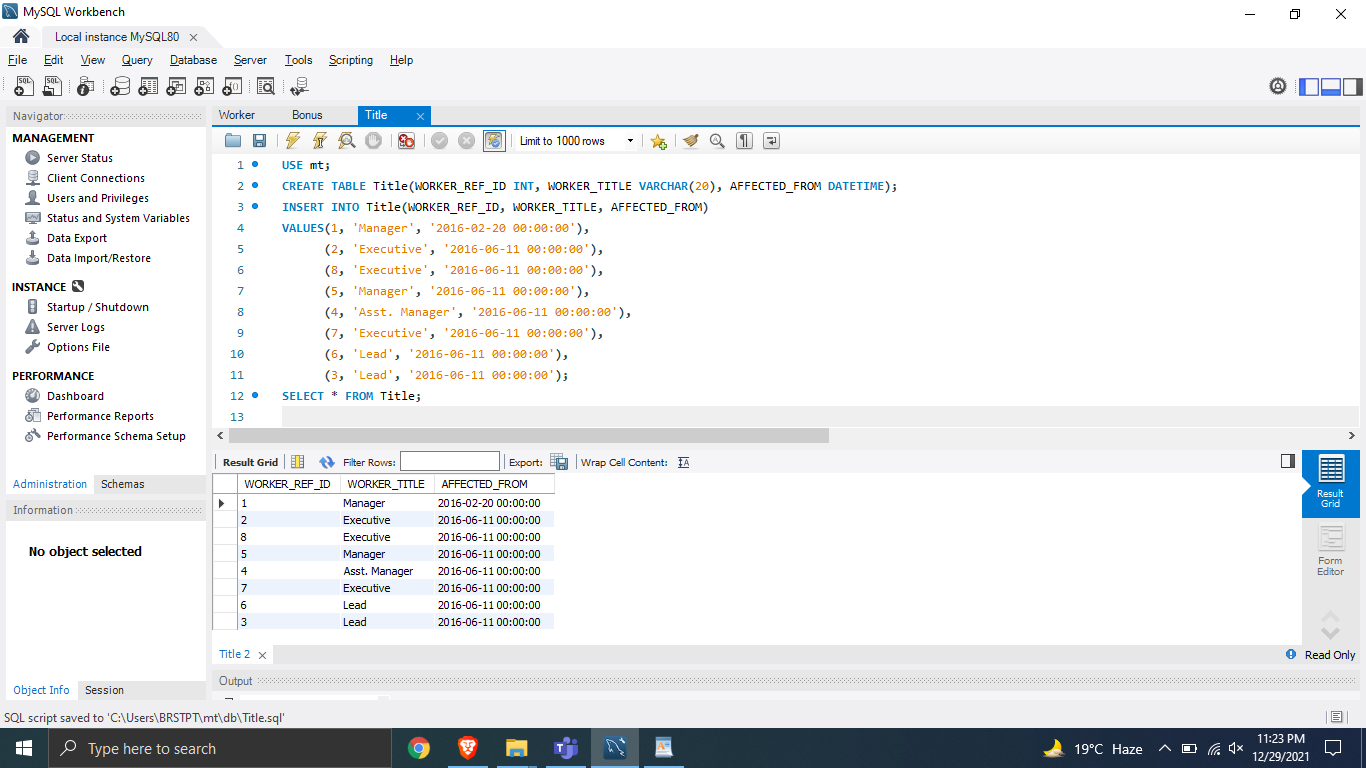 MySQL Workbench
Local instance MySQL80
File Edit View Query Database Server Tools Scripting Help
Navigator
MANAGEMENT
Server Status
Client Connections
Users and Privileges
Status and System Variables
Data Export
Data Import/Restore
INSTANCE
Startup / Shutdown
Server Logs
Options File
PERFORMANCE
Dashboard
Performance Reports
Performance Schema Setup
Administration Schemas
Information
No object selected
Object Info Session
Worker Bonus Title
Limit to 1000 rows
1 USE mt;
2 CREATE TABLE Title(WORKER_REF_ID INT, WORKER_TITLE VARCHAR(20), AFFECTED_FROM DATETIME);
3 INSERT INTO Title(WORKER_REF_ID, WORKER_TITLE, AFFECTED_FROM)
4 VALUES(1, 'Manager', '2016-02-20 00:00:00'),
5 (2, 'Executive', '2016-06-11 00:00:00'),
6 (8, 'Executive', '2016-06-11 00:00:00'),
7 (5, 'Manager', '2016-06-11 00:00:00'),
8 (4, 'Asst. Manager', '2016-06-11 00:00:00'),
9 (7, 'Executive', '2016-06-11 00:00:00'),
10 (6, 'Lead', '2016-06-11 00:00:00'),
11 (3, 'Lead', '2016-06-11 00:00:00');
12 SELECT * FROM Title;
13
Result Grid Filter Rows: Export: Wrap Cell Content:
WORKER_REF_ID WORKER_TITLE AFFECTED_FROM
1 Manager 2016-02-20 00:00:00
2 Executive 2016-06-11 00:00:00
8 Executive 2016-06-11 00:00:00
5 Manager 2016-06-11 00:00:00
4 Asst. Manager 2016-06-11 00:00:00
7 Executive 2016-06-11 00:00:00
6 Lead 2016-06-11 00:00:00
3 Lead 2016-06-11 00:00:00
Result
Grid
Form
Editor
Title 2
Read Only
Output
SQL script saved to 'C:\Users\BRSTPT\mt\db\Title.sql'
Type here to search
19°C Haze
11:23 PM
12/29/2021